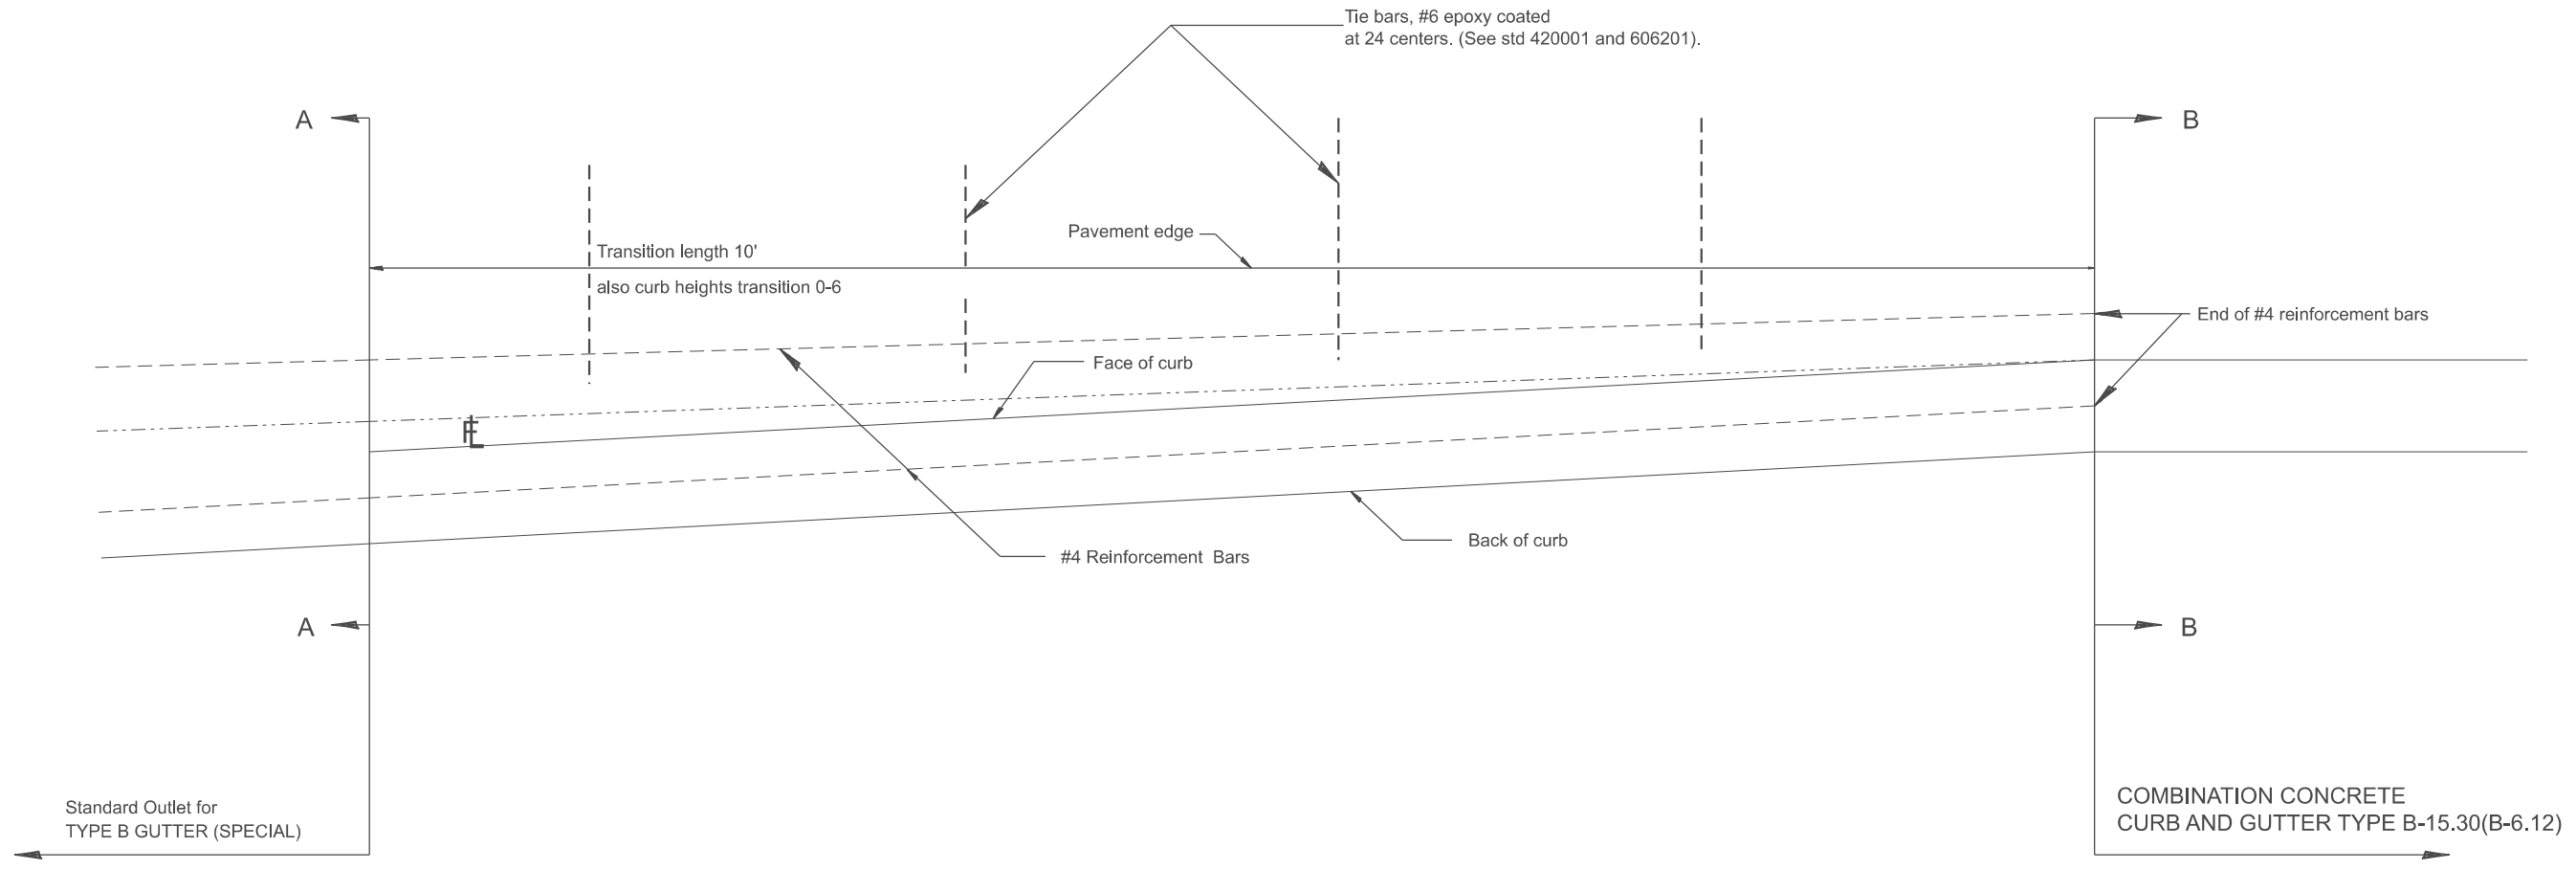 Tie bars, #6 epoxy coated
at 24 centers. (See std 420001 and 606201).
A
B
Pavement edge
Transition length 10'
also curb heights transition 0-6
End of #4 reinforcement bars
Face of curb
FL
Back of curb
#4 Reinforcement Bars
A
B
Standard Outlet for
TYPE B GUTTER (SPECIAL)
COMBINATION CONCRETE
CURB AND GUTTER TYPE B-15.30(B-6.12)